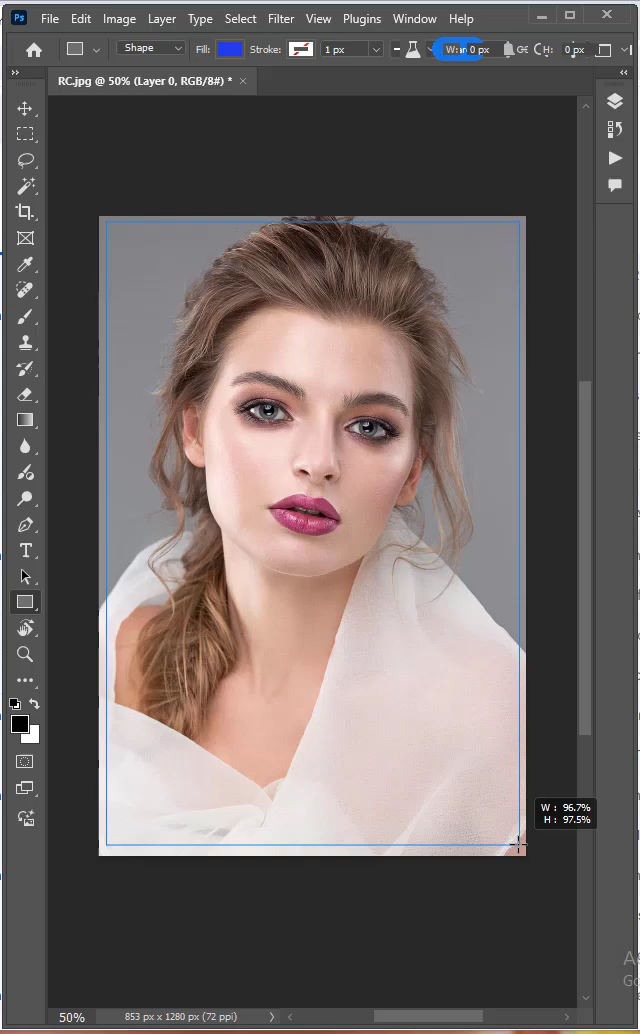 Ps File Edit Image Layer Type Select Filter View Plugins Window Help
Shape Fill: Stroke: 1 px W: 0 px H: 0 px
RC.jpg @ 50% (Layer 0, RGB/8#) * ×
W : 96.7%
H : 97.5%
50% 853 px x 1280 px (72 ppi)